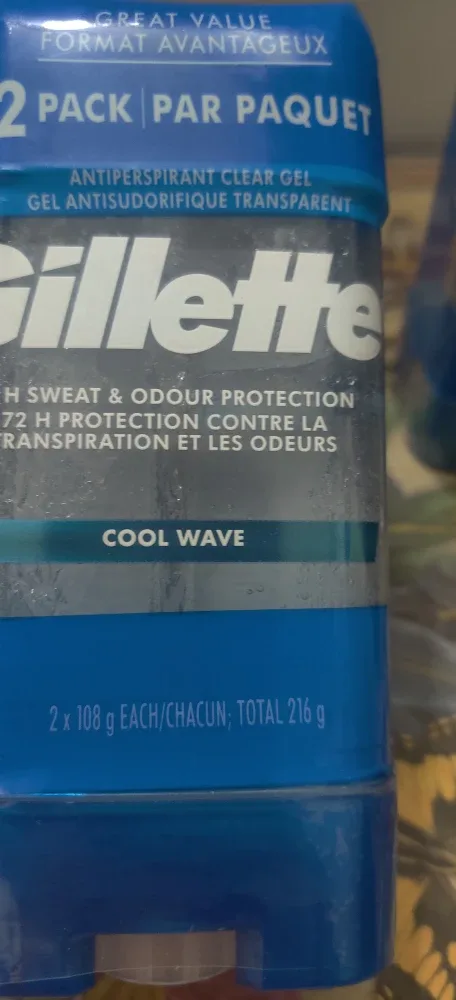 GREAT VALUE
FORMAT AVANTAGEUX
2 PACK | PAR PAQUET
ANTIPERSPIRANT CLEAR GEL
GEL ANTISUDORIFIQUE TRANSPARENT
Gillette
H SWEAT & ODOUR PROTECTION
72 H PROTECTION CONTRE LA
TRANSPIRATION ET LES ODEURS
COOL WAVE
2 x 108 g EACH/CHACUN; TOTAL 216 g